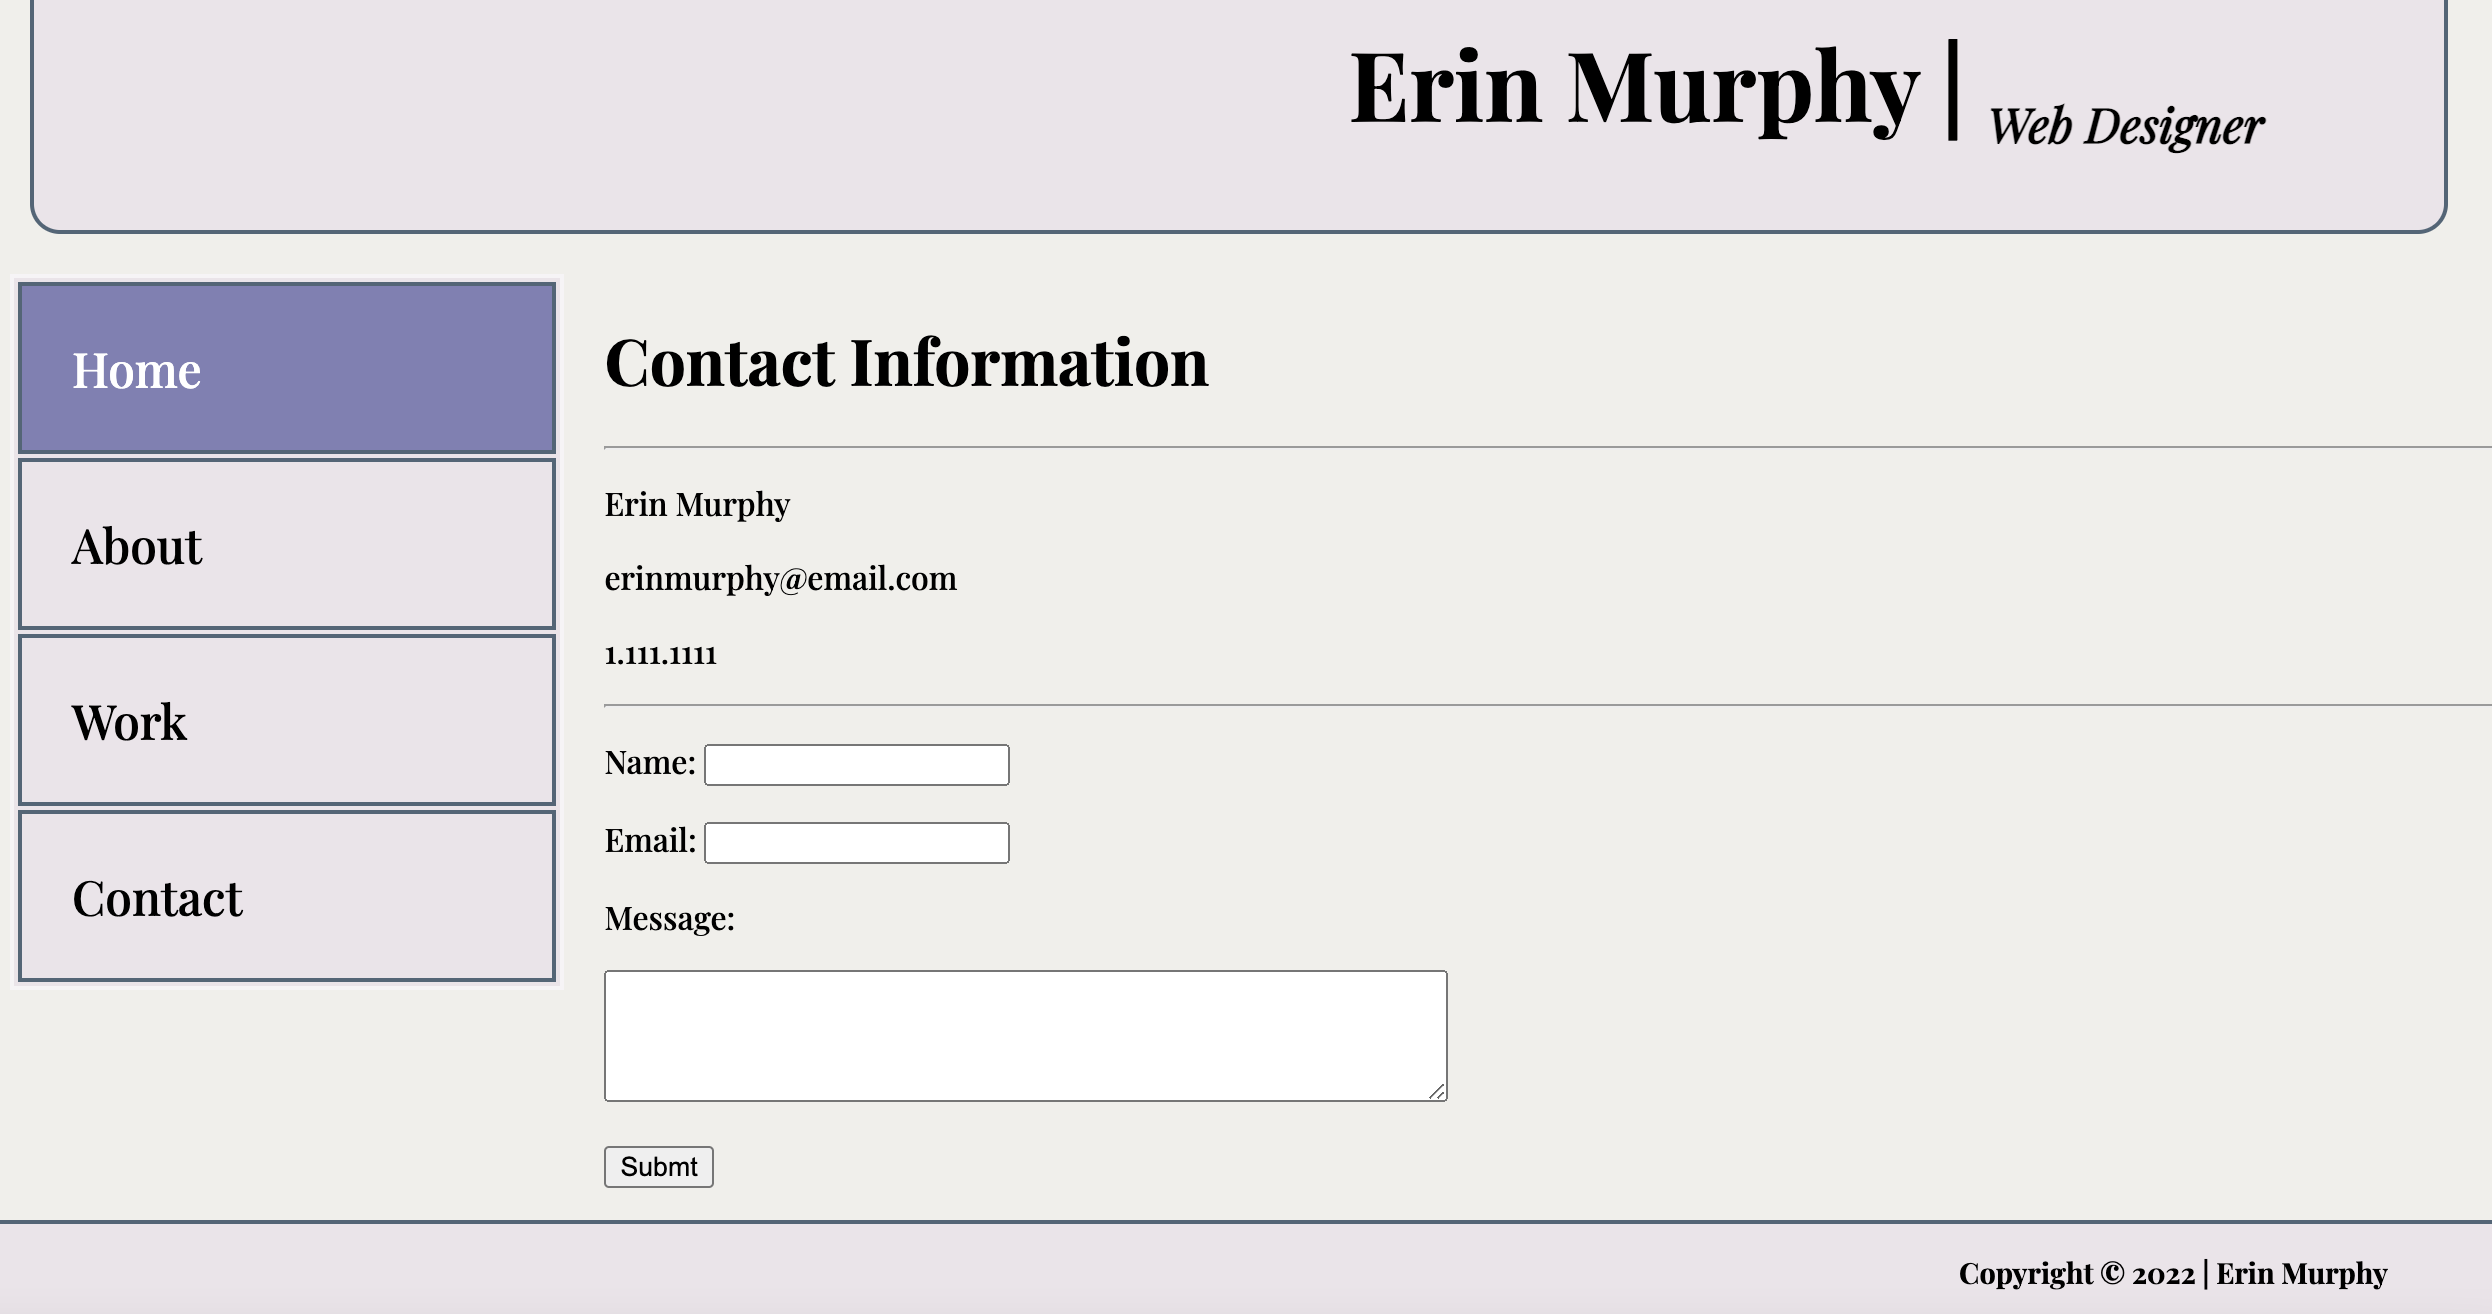 Erin Murphy | Web Designer
Home
About
Work
Contact
Contact Information
Erin Murphy
erinmurphy@email.com
1.111.1111
Name:
Email:
Message:
Submt
Copyright © 2022 | Erin Murphy